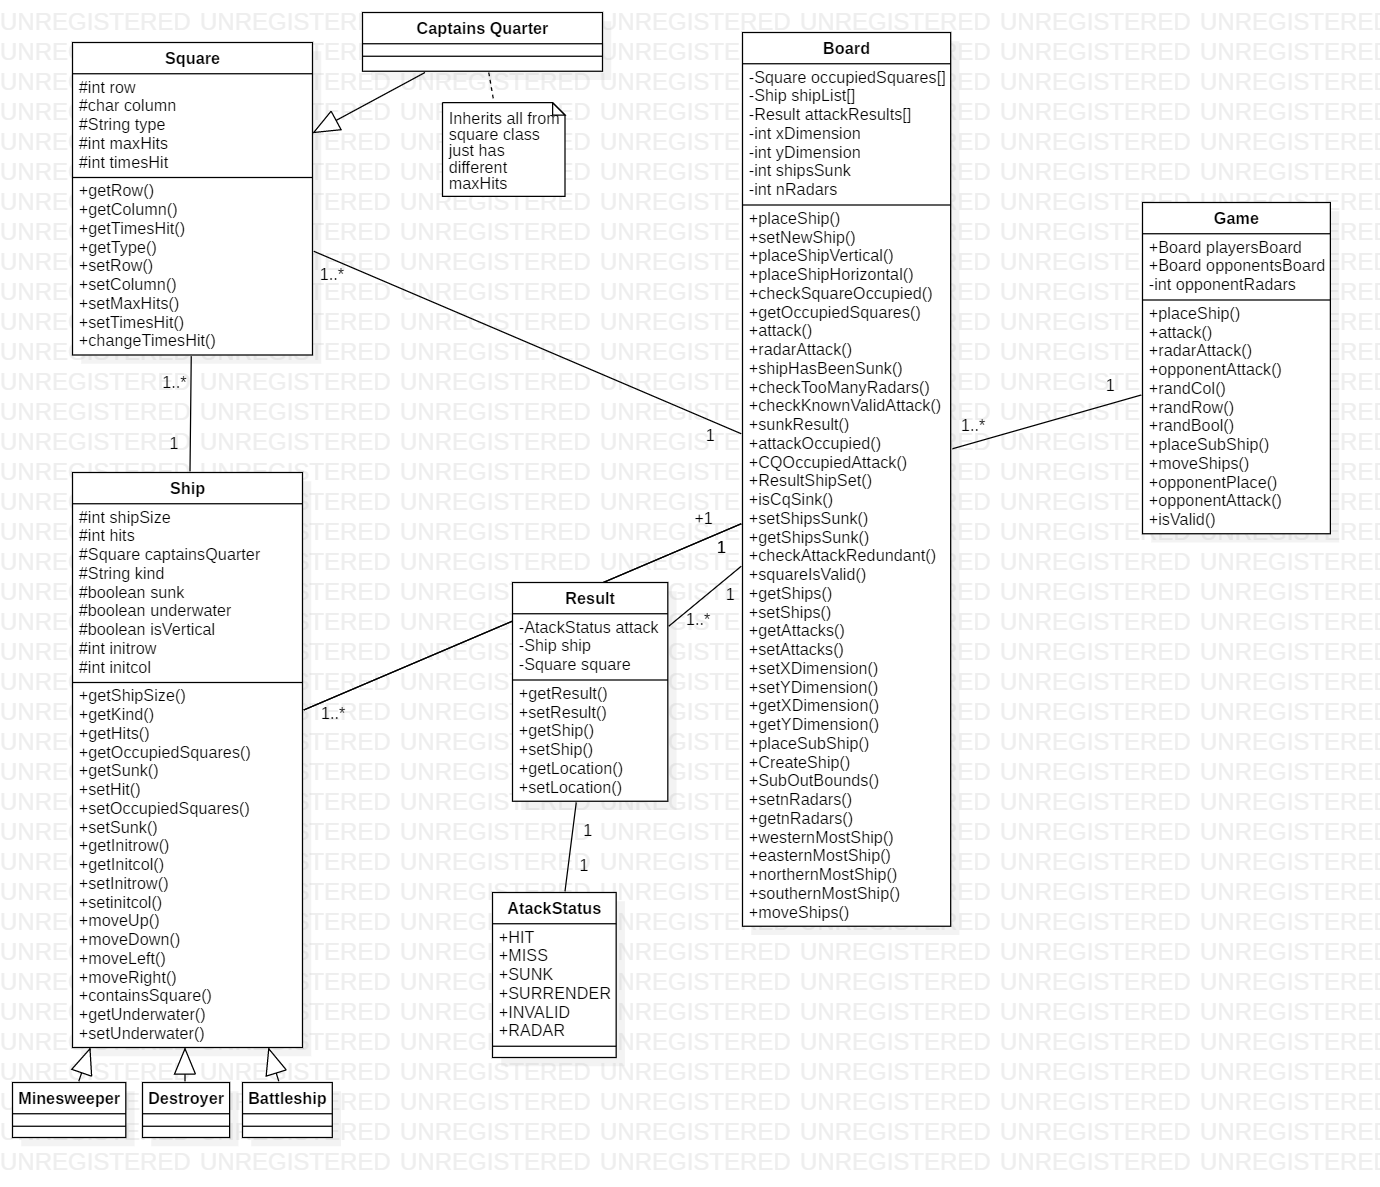 Captains Quarter
Inherits all from
square class
just has
different
maxHits
Square
#int row
#char column
#String type
#int maxHits
#int timesHit
+getRow()
+getColumn()
+getTimesHit()
+getType()
+setRow()
+setColumn()
+setMaxHits()
+setTimesHit()
+changeTimesHit()
1..*
1
1..*
1
Ship
#int shipSize
#int hits
#Square captainsQuarter
#String kind
#boolean sunk
#boolean underwater
#boolean isVertical
#int initrow
#int initcol
+getShipSize()
+getKind()
+getHits()
+getOccupiedSquares()
+getSunk()
+setHit()
+setOccupiedSquares()
+setSunk()
+getInitrow()
+getInitcol()
+setInitrow()
+setinitcol()
+moveUp()
+moveDown()
+moveLeft()
+moveRight()
+containsSquare()
+getUnderwater()
+setUnderwater()
Minesweeper
Destroyer
Battleship
1..*
+1
1
1
1..*
Result
-AtackStatus attack
-Ship ship
-Square square
+getResult()
+setResult()
+getShip()
+setShip()
+getLocation()
+setLocation()
1
1
AtackStatus
+HIT
+MISS
+SUNK
+SURRENDER
+INVALID
+RADAR
Board
-Square occupiedSquares[]
-Ship shipList[]
-Result attackResults[]
-int xDimension
-int yDimension
-int shipsSunk
-int nRadars
+placeShip()
+setNewShip()
+placeShipVertical()
+placeShipHorizontal()
+checkSquareOccupied()
+getOccupiedSquares()
+attack()
+radarAttack()
+shipHasBeenSunk()
+checkTooManyRadars()
+checkKnownValidAttack()
+sunkResult()
+attackOccupied()
+CQOccupiedAttack()
+ResultShipSet()
+isCqSink()
+setShipsSunk()
+getShipsSunk()
+checkAttackRedundant()
+squareIsValid()
+getShips()
+setShips()
+getAttacks()
+setAttacks()
+setXDimension()
+setYDimension()
+getXDimension()
+getYDimension()
+placeSubShip()
+CreateShip()
+SubOutBounds()
+setnRadars()
+getnRadars()
+westernMostShip()
+easternMostShip()
+northernMostShip()
+southernMostShip()
+moveShips()
1..*
1
Game
+Board playersBoard
+Board opponentsBoard
-int opponentRadars
+placeShip()
+attack()
+radarAttack()
+opponentAttack()
+randCol()
+randRow()
+randBool()
+placeSubShip()
+moveShips()
+opponentPlace()
+opponentAttack()
+isValid()